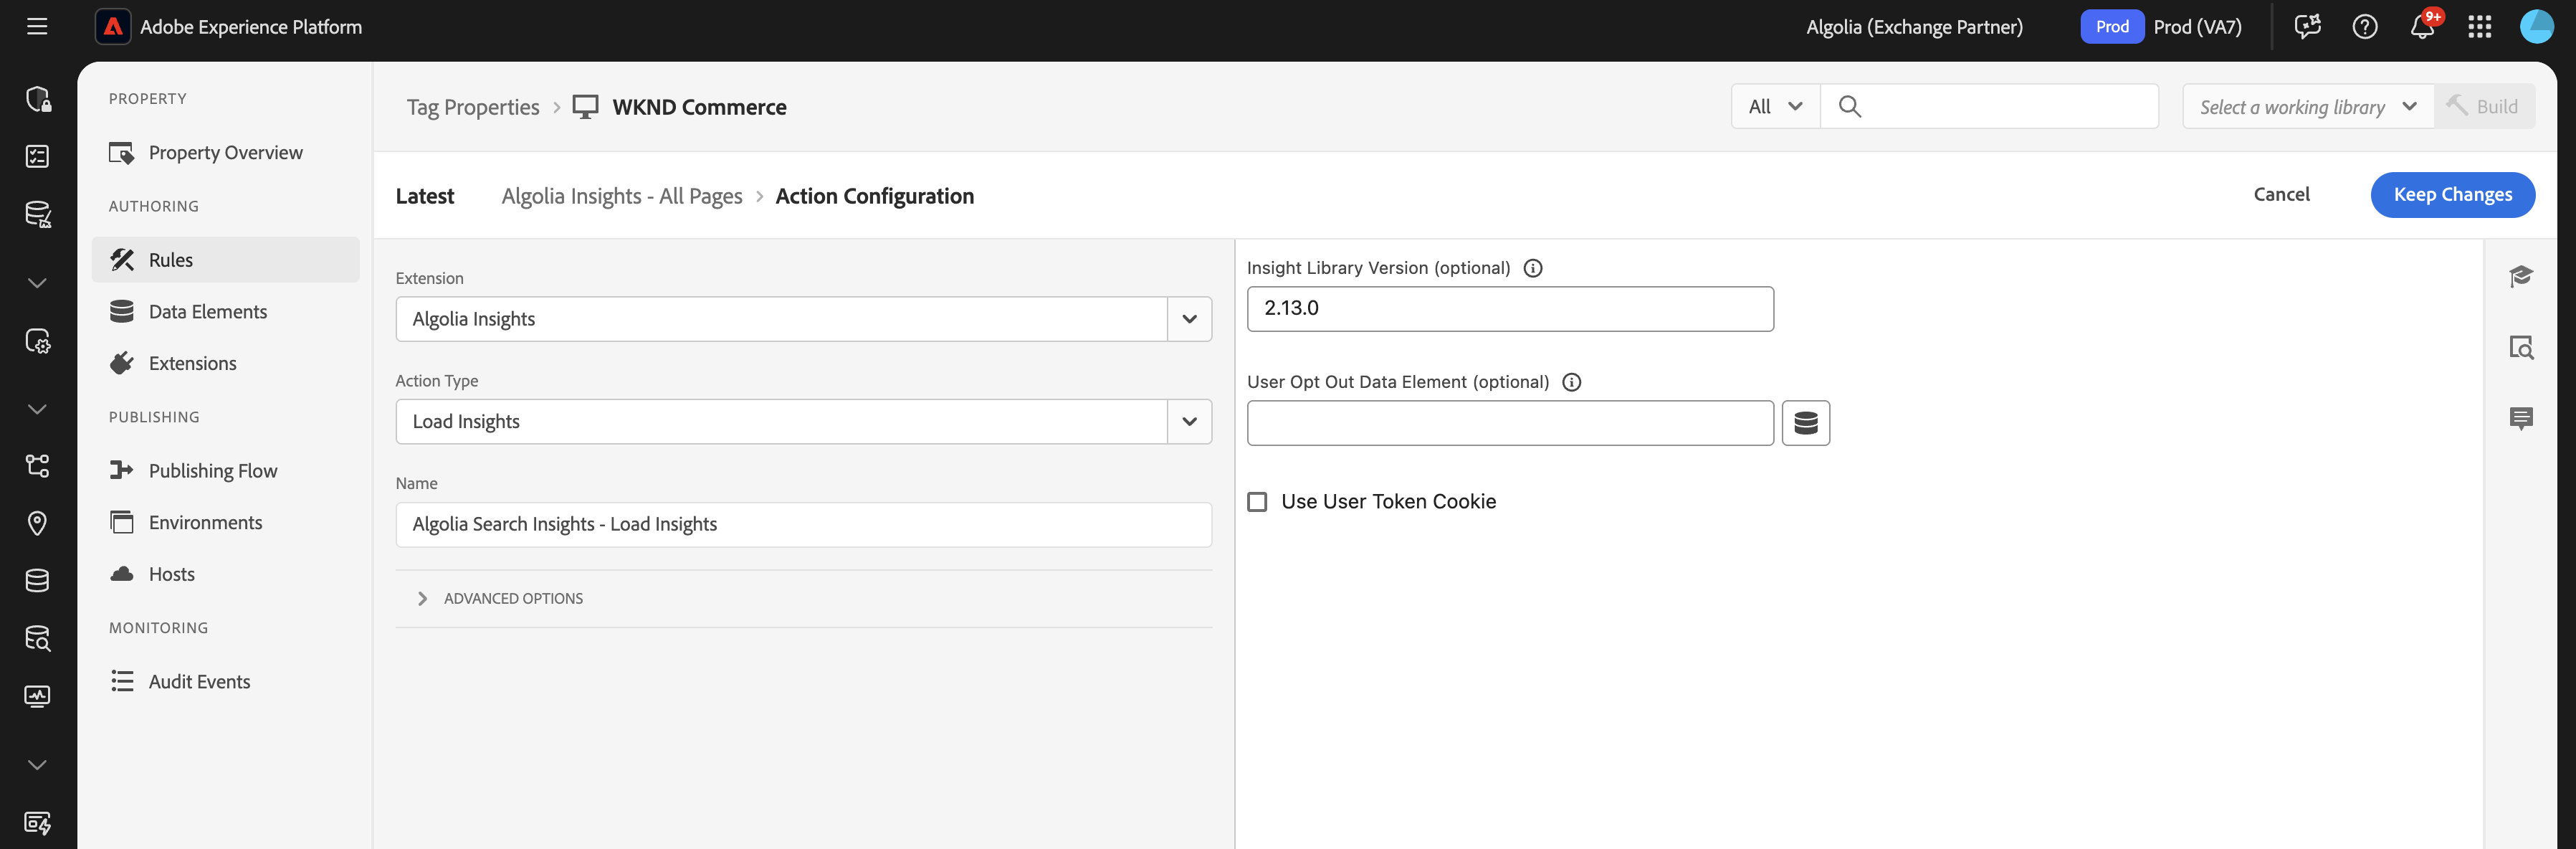 Adobe Experience Platform
Algolia (Exchange Partner)
Prod
Prod (VA7)
9+
PROPERTY
Property Overview
AUTHORING
Rules
Data Elements
Extensions
PUBLISHING
Publishing Flow
Environments
Hosts
MONITORING
Audit Events
Tag Properties > WKND Commerce
All
Select a working library
Build
Latest
Algolia Insights - All Pages > Action Configuration
Cancel
Keep Changes
Extension
Algolia Insights
Action Type
Load Insights
Name
Algolia Search Insights - Load Insights
ADVANCED OPTIONS
Insight Library Version (optional)
2.13.0
User Opt Out Data Element (optional)
Use User Token Cookie